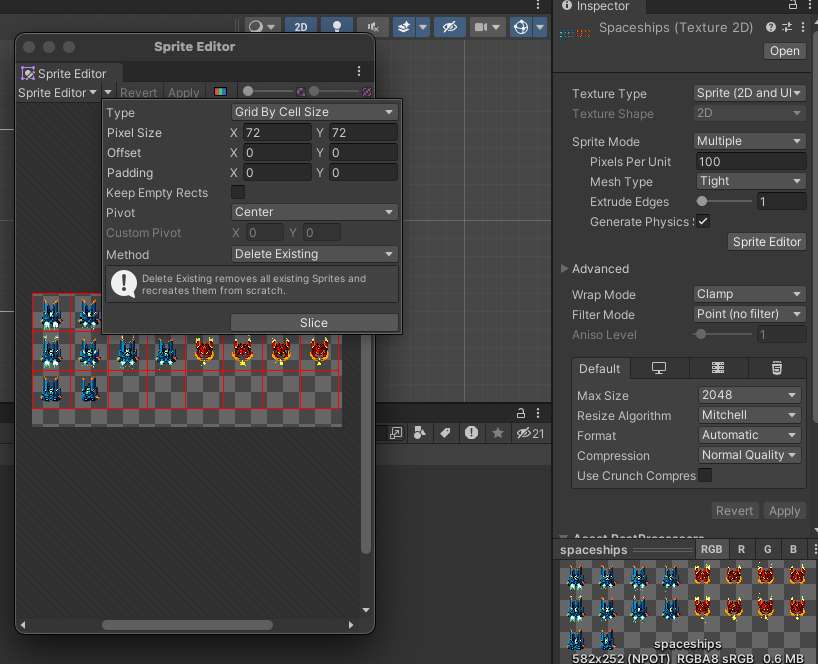 2D
Sprite Editor
Sprite Editor
Sprite Editor
Revert
Apply
Type
Grid By Cell Size
Pixel Size
X 72
Y 72
Offset
X 0
Y 0
Padding
X 0
Y 0
Keep Empty Rects
Pivot
Center
Custom Pivot
X 0
Y 0
Method
Delete Existing
Delete Existing removes all existing Sprites and
recreates them from scratch.
Slice
21
Inspector
Spaceships (Texture 2D)
Open
Texture Type
Sprite (2D and UI
Texture Shape
2D
Sprite Mode
Multiple
Pixels Per Unit
100
Mesh Type
Tight
Extrude Edges
1
Generate Physics
Sprite Editor
Advanced
Wrap Mode
Clamp
Filter Mode
Point (no filter)
Aniso Level
1
Default
Max Size
2048
Resize Algorithm
Mitchell
Format
Automatic
Compression
Normal Quality
Use Crunch Compres
Revert
Apply
Asset PostProcessors
spaceships
RGB
R
G
B
spaceships
582x252 (NPOT) RGBA8 sRGB 0.6 MB